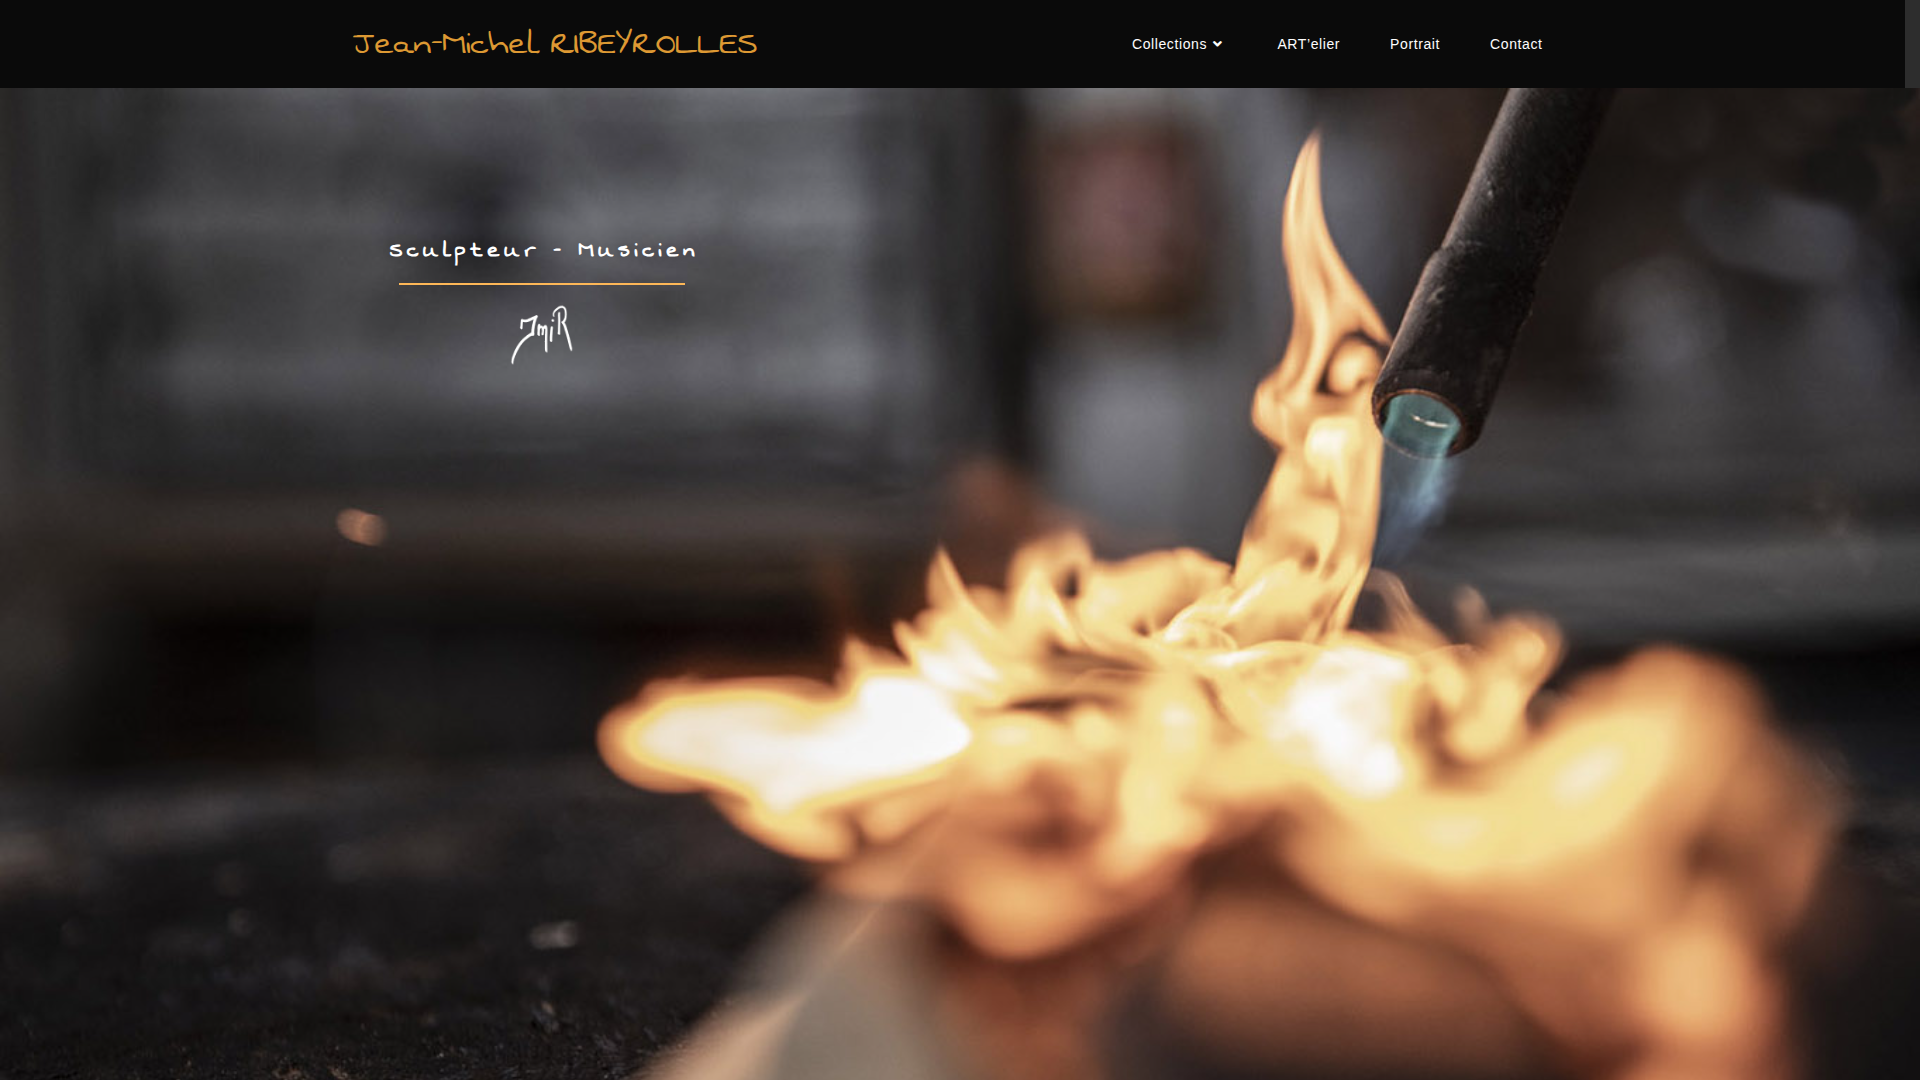 Jean-Michel RIBEYROLLES
Collections
ART'elier
Portrait
Contact
Sculpteur - Musicien
JmiR